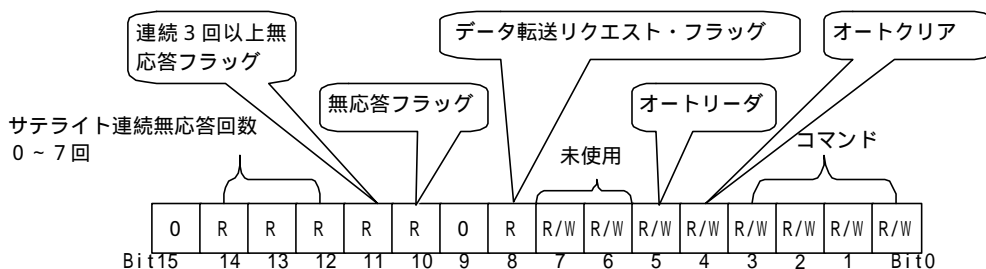 連続３回以上無
応答フラッグ
データ転送リクエスト・フラッグ
オートクリア
無応答フラッグ
オートリーダ
サテライト連続無応答回数
０～７回
未使用
コマンド
0 R R R R R 0 R R/W R/W R/W R/W R/W R/W R/W R/W
Bit15 14 13 12 11 10 9 8 7 6 5 4 3 2 1 Bit0